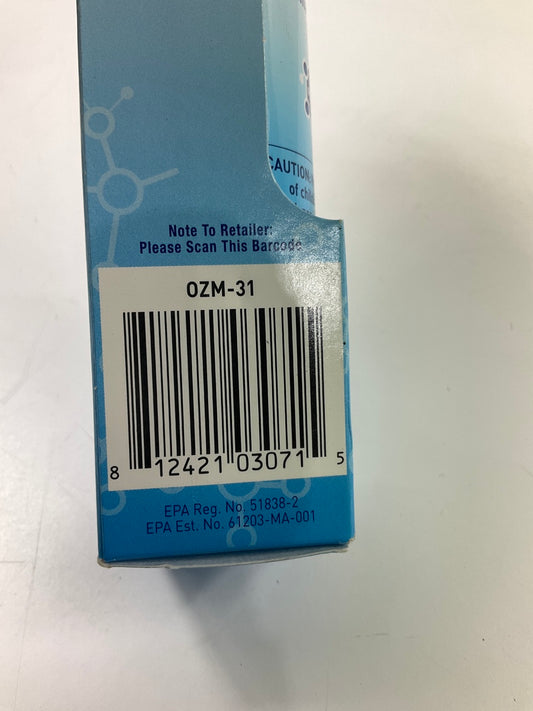 CAUTION:
of
Note To Retailer:
Please Scan This Barcode
OZM-31
8 12421 03071 5
EPA Reg. No. 51838-2
EPA Est. No. 61203-MA-001